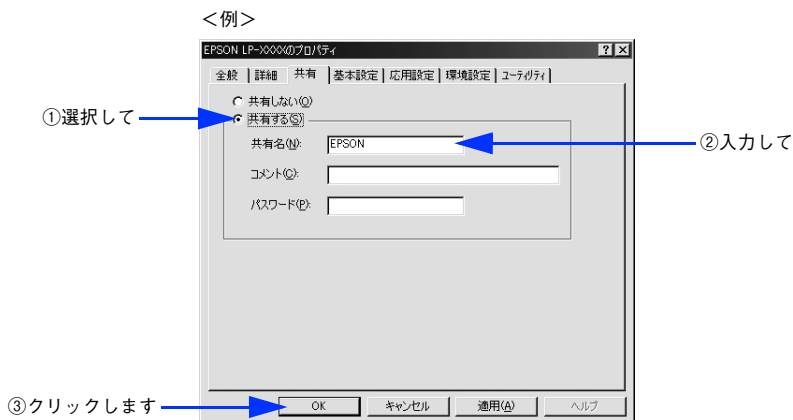 ＜例＞
EPSON LP-XXXXのプロパティ
全般 詳細 共有 基本設定 応用設定 環境設定 ユーティリティ
共有しない(O)
①選択して
共有する(S)
共有名(N): EPSON
②入力して
コメント(C):
パスワード(P):
③クリックします
OK キャンセル 適用(A) ヘルプ